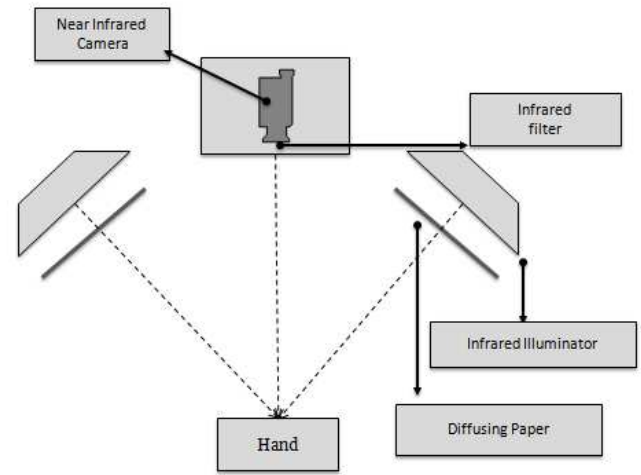 Near Infrared
Camera
Infrared
filter
Infrared Illuminator
Diffusing Paper
Hand